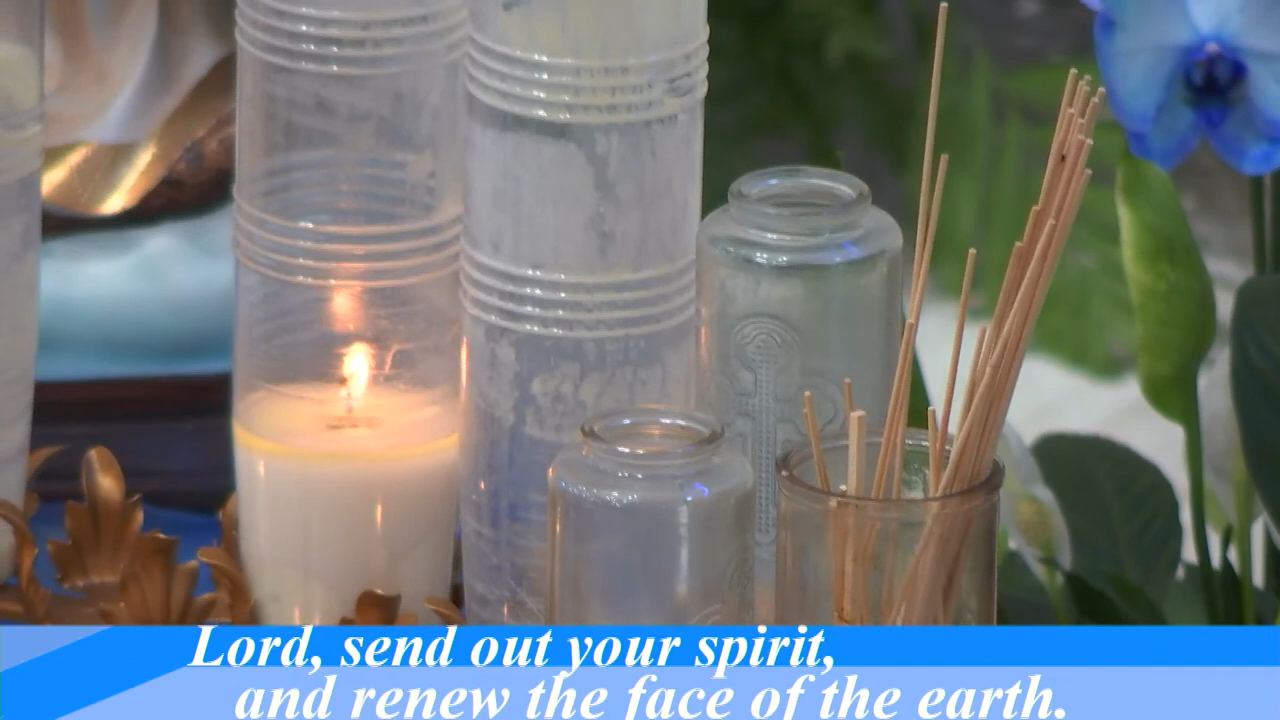 Lord, send out your spirit,
and renew the face of the earth.